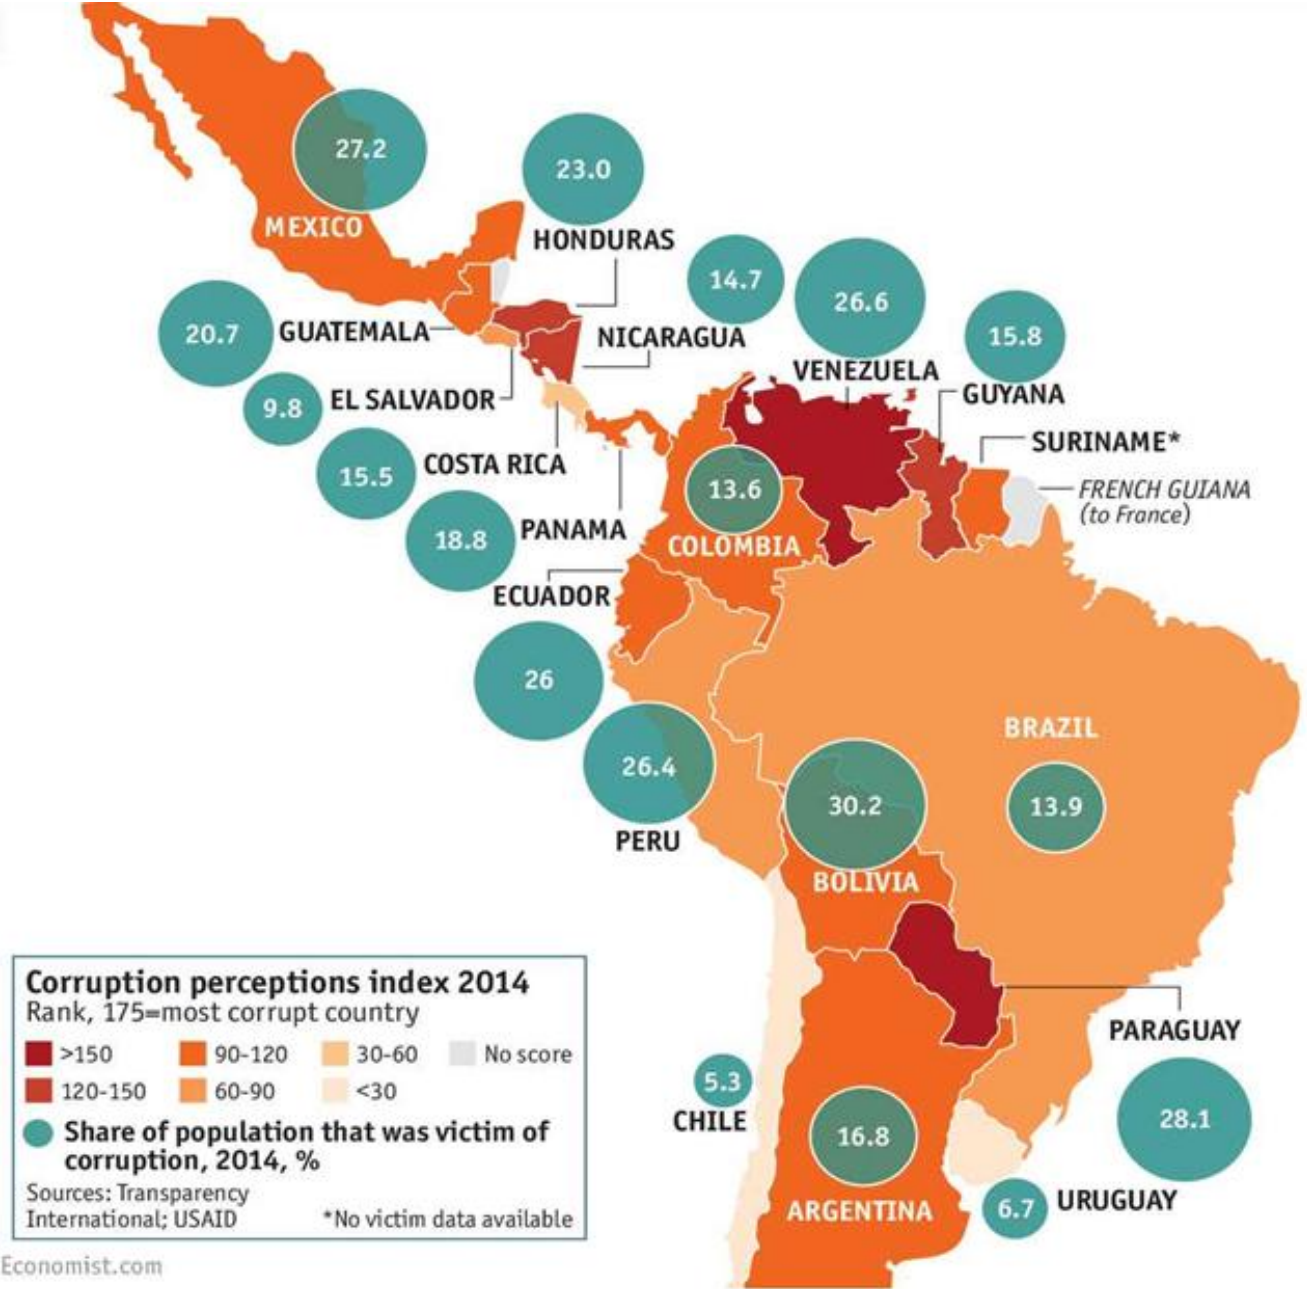 27.2
MEXICO
23.0
HONDURAS
20.7
GUATEMALA
14.7
NICARAGUA
26.6
VENEZUELA
15.8
GUYANA
9.8
EL SALVADOR
15.5
COSTA RICA
SURINAME*
FRENCH GUIANA
(to France)
18.8
PANAMA
13.6
COLOMBIA
ECUADOR
26
26.4
PERU
BRAZIL
13.9
30.2
BOLIVIA
PARAGUAY
28.1
5.3
CHILE
16.8
ARGENTINA
6.7
URUGUAY
Corruption perceptions index 2014
Rank, 175=most corrupt country
>150
90-120
30-60
No score
120-150
60-90
<30
Share of population that was victim of
corruption, 2014, %
Sources: Transparency
International; USAID
*No victim data available
Economist.com